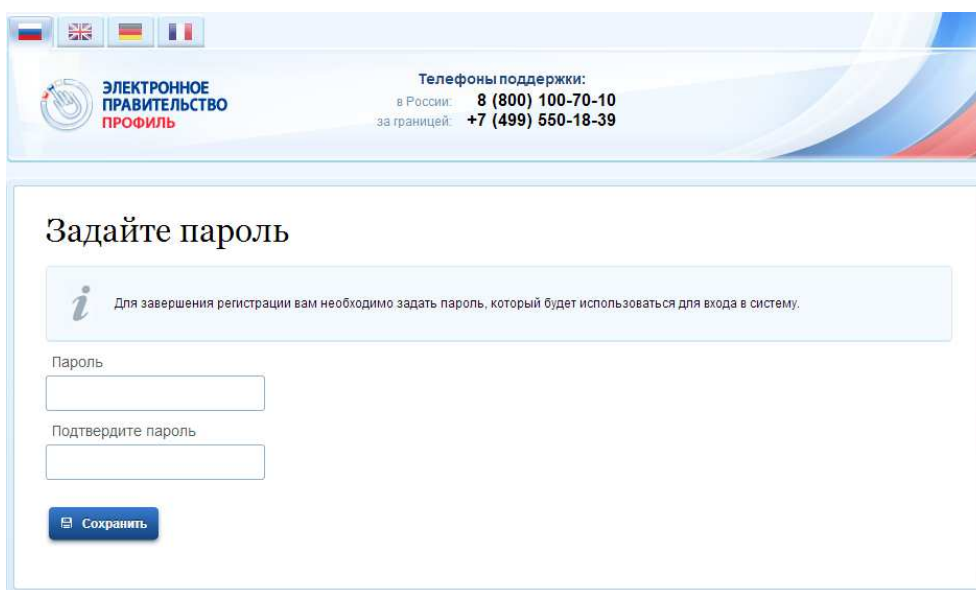 ЭЛЕКТРОННОЕ
ПРАВИТЕЛЬСТВО
ПРОФИЛЬ
Телефоны поддержки:
в России: 8 (800) 100-70-10
за границей: +7 (499) 550-18-39
Задайте пароль
Для завершения регистрации вам необходимо задать пароль, который будет использоваться для входа в систему.
Пароль
Подтвердите пароль
Сохранить